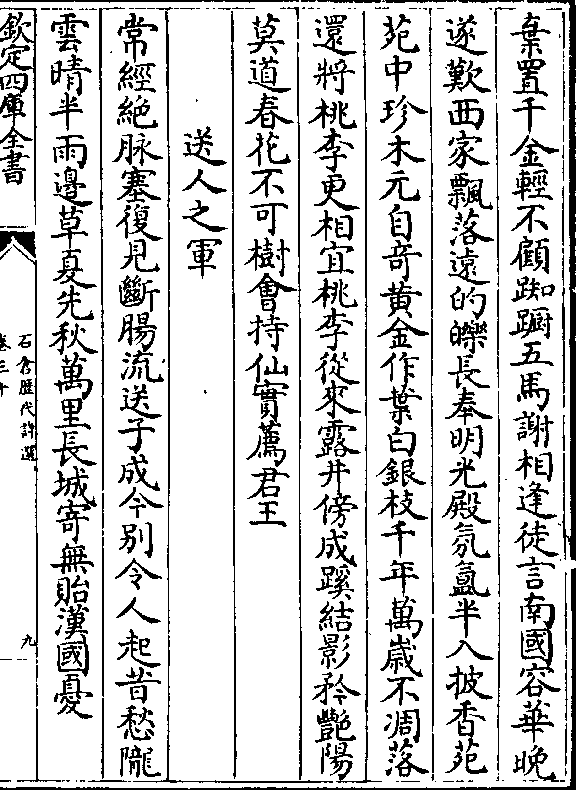 棄置千金輕不顧踟蹰五馬謝相逢徒言南國容華晚
遂歎西家飄落遠的皪長奉明光殿氛氳半入披香苑
苑中珍木元自竒黄金作葉白銀枝千年萬嵗不凋落
還將桃李更相宜桃李從來露井傍成蹊結影矜艷陽
莫道春花不可樹㑹持仙實薦君王
送人之軍
常經絶脉塞復見斷腸流送子成今别令人起昔愁隴
雲晴半雨邉草夏先秋萬里長城寄無貽漢國憂
欽定四庫全書
石倉歴代詩選
卷三十
九